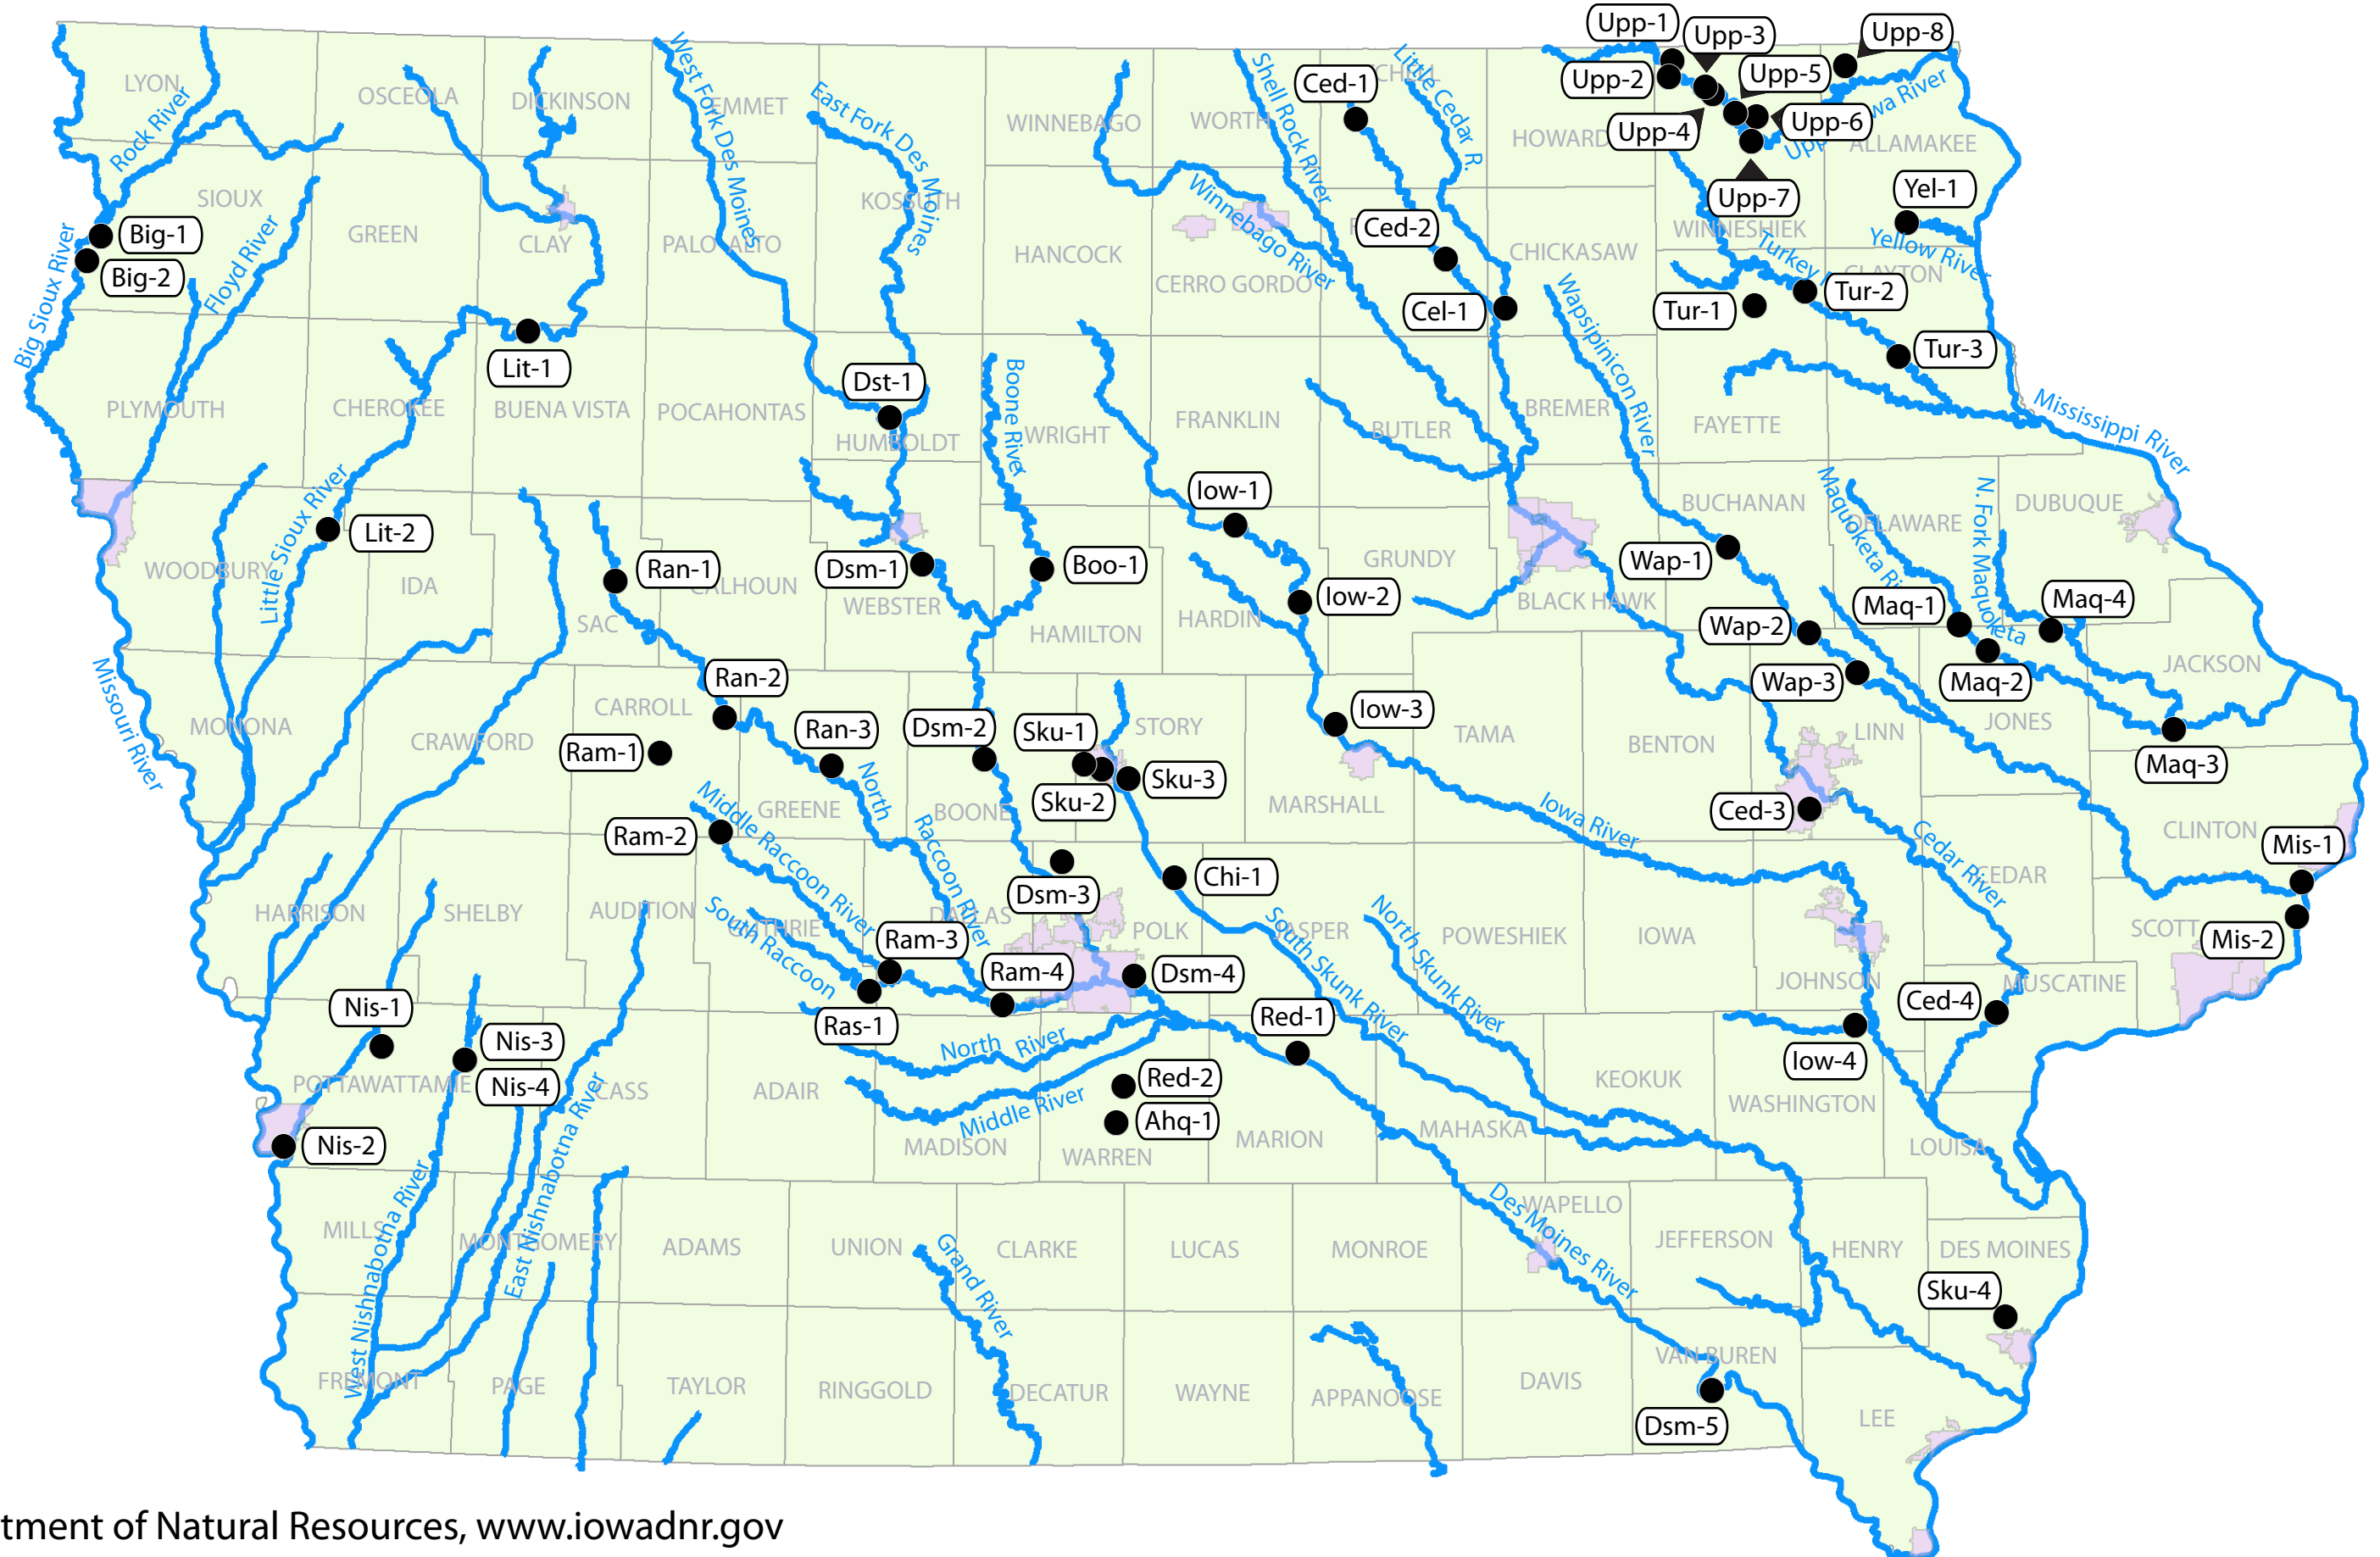 Upp-1
Upp-3
Upp-8
Upp-2
Upp-5
Upp-4
Upp-6
Upp-7
Upp
wa River
Ced-1
CHELL
LYON
OSCEOLA
DICKINSON
EMMET
WINNEBAGO
WORTH
HOWARD
ALLAMAKEE
Rock River
West Fork Des Moines
East Fork Des Moines
Shell Rock River
Little Cedar R.
SIOUX
GREEN
CLAY
PALO ALTO
KOSSUTH
HANCOCK
CERRO GORDO
F
CHICKASAW
WINNESHIEK
CLAYTON
Yel-1
Yellow River
Big-1
Big-2
Big Sioux River
Floyd River
Winnebago River
Ced-2
Cel-1
Wapsipinicon River
Turkey
Tur-1
Tur-2
Tur-3
Lit-1
Dst-1
Boone River
Mississippi River
PLYMOUTH
CHEROKEE
BUENA VISTA
POCAHONTAS
HUMBOLDT
WRIGHT
FRANKLIN
BUTLER
BREMER
FAYETTE
Little Sioux River
Lit-2
Iow-1
BUCHANAN
DELAWARE
DUBUQUE
Maquoketa Ri
N. Fork Maquoketa
WOODBURY
IDA
SAC
Ran-1
CALHOUN
Dsm-1
WEBSTER
Boo-1
HAMILTON
HARDIN
Iow-2
GRUNDY
BLACK HAWK
Wap-1
Wap-2
Wap-3
Maq-1
Maq-2
Maq-4
Maq-3
JACKSON
Missouri River
MONONA
CRAWFORD
CARROLL
Ran-2
Ran-3
Ram-1
Dsm-2
Sku-1
Sku-2
Sku-3
STORY
Iow-3
TAMA
BENTON
LINN
JONES
GREENE
BOONE
MARSHALL
Iowa River
Ced-3
Cedar River
CLINTON
Mis-1
Ram-2
Middle Raccoon River
North
Raccoon River
South Raccoon
HARRISON
SHELBY
AUDITION
GUTHRIE
DALLAS
Dsm-3
Chi-1
POLK
JASPER
South Skunk River
North Skunk River
POWESHIEK
IOWA
JOHNSON
CEDAR
SCOTT
Mis-2
Ram-3
Ram-4
Dsm-4
Ras-1
Red-1
MUSCATINE
Ced-4
Iow-4
Nis-1
Nis-3
Nis-4
Nis-2
POTTAWATTAMIE
CASS
ADAIR
North River
Middle River
MADISON
WARREN
Red-2
Ahq-1
MARION
MAHASKA
KEOKUK
WASHINGTON
LOUISA
MILLS
MONTGOMERY
West Nishnabotna River
East Nishnabotna River
ADAMS
UNION
Grand River
CLARKE
LUCAS
MONROE
WAPELLO
Des Moines River
JEFFERSON
HENRY
DES MOINES
Sku-4
FREMONT
PAGE
TAYLOR
RINGGOLD
DECATUR
WAYNE
APPANOOSE
DAVIS
VAN BUREN
Dsm-5
LEE
tment of Natural Resources, www.iowadnr.gov